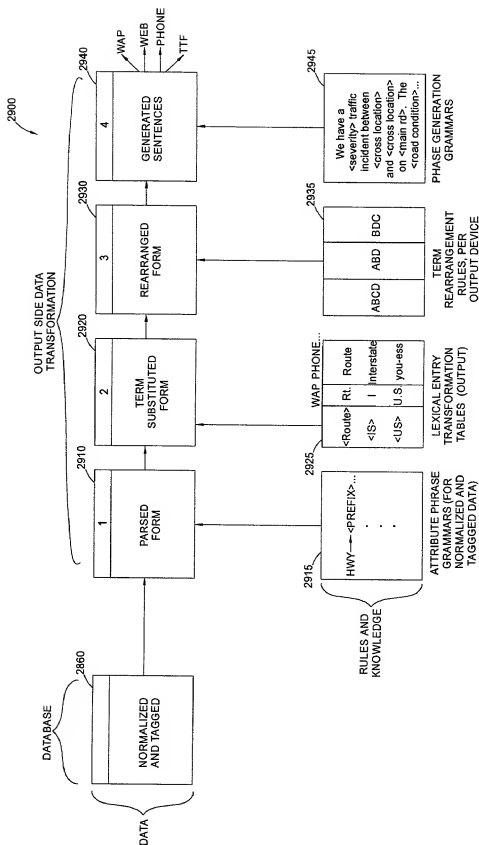 2900
OUTPUT SIDE DATA
TRANSFORMATION
DATABASE
2860
NORMALIZED
AND TAGGED
DATA
2910
1
PARSED
FORM
2920
2
TERM
SUBSTITUTED
FORM
2930
3
REARRANGED
FORM
2940
4
GENERATED
SENTENCES
WAP
WEB
PHONE
TTF
RULES AND
KNOWLEDGE
2915
HWY <PREFIX>...
ATTRIBUTE PHRASE
GRAMMARS (FOR
NORMALIZED AND
TAGGGED DATA)
2925
WAP PHONE...
<Route> Rt. Route
<IS> I Interstate
<US> U.S. you-ess
LEXICAL ENTRY
TRANSFORMATION
TABLES (OUTPUT)
2935
ABCD ABD BDC
TERM
REARRANGEMENT
RULES, PER
OUTPUT DEVICE
2945
We have a
<severity> traffic
incident between
<cross location>
and <cross location>
on <main rd>. The
<road condition>...
PHASE GENERATION
GRAMMARS